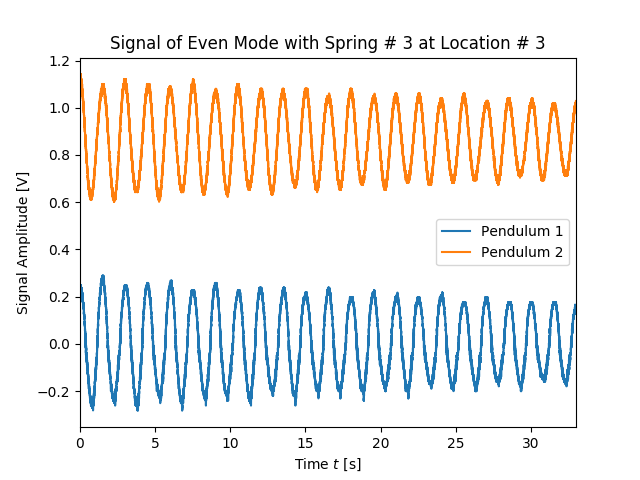 Signal of Even Mode with Spring # 3 at Location # 3
1.2
1.0
0.8
0.6
0.4
0.2
0.0
−0.2
Signal Amplitude [V]
Pendulum 1
Pendulum 2
0 5 10 15 20 25 30
Time t [s]